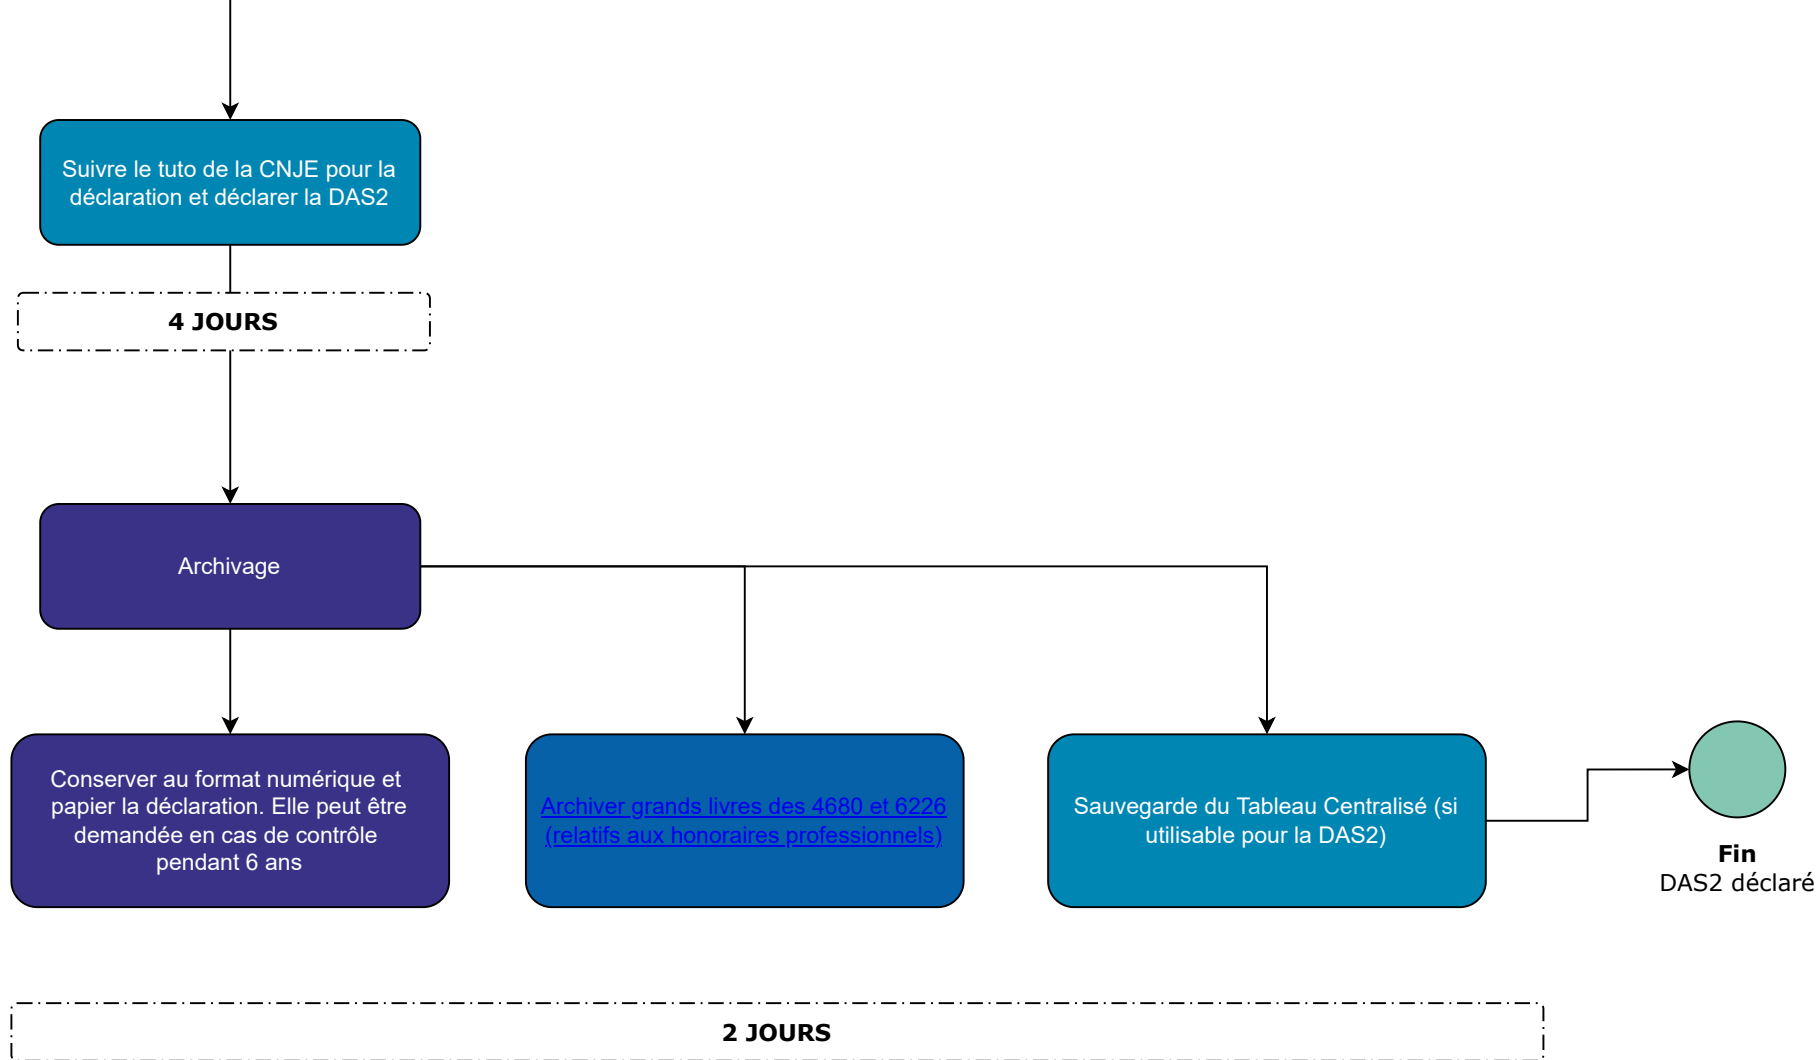 Suivre le tuto de la CNJE pour la
déclaration et déclarer la DAS2
4 JOURS
Archivage
Conserver au format numérique et
papier la déclaration. Elle peut être
demandée en cas de contrôle
pendant 6 ans
Archiver grands livres des 4680 et 6226
(relatifs aux honoraires professionnels)
Sauvegarde du Tableau Centralisé (si
utilisable pour la DAS2)
Fin
DAS2 déclaré
2 JOURS